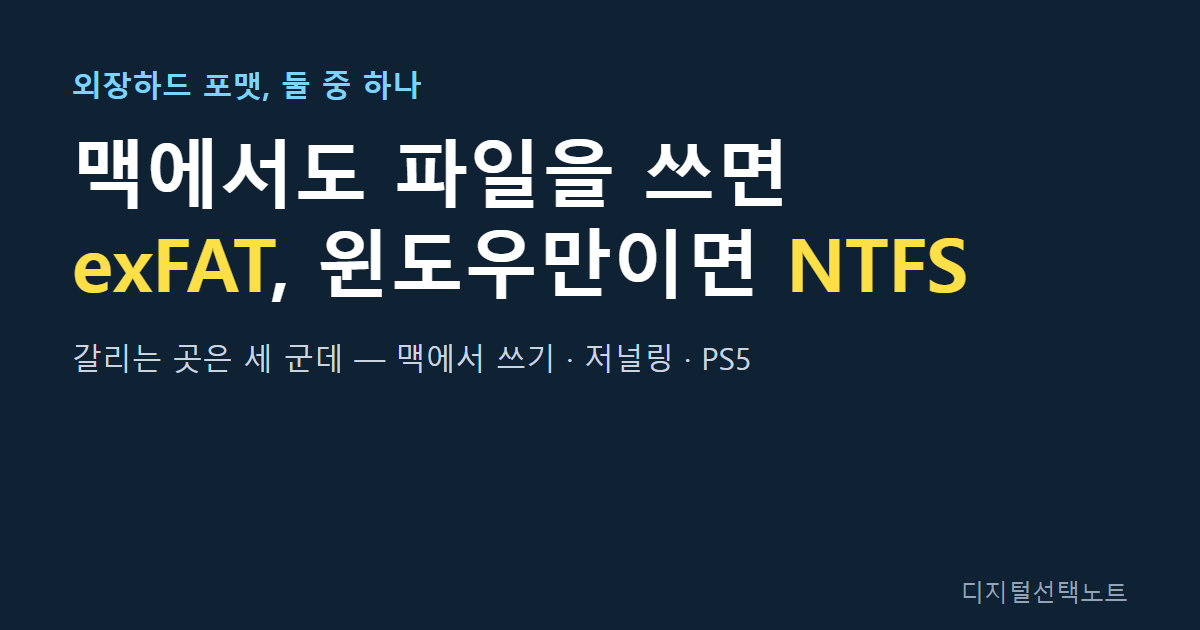 외장하드 포맷, 둘 중 하나
맥에서도 파일을 쓰면
exFAT, 윈도우만이면 NTFS
갈리는 곳은 세 군데 — 맥에서 쓰기 · 저널링 · PS5
디지털선택노트